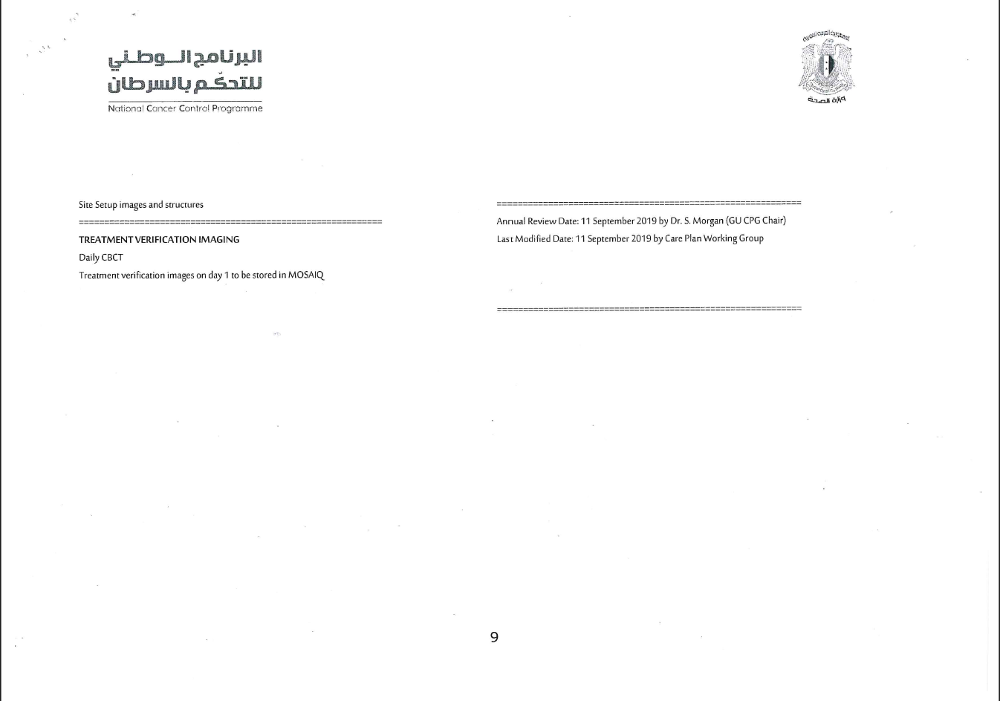 البرنامج الـوطـني
للتحكّـم بالسرطان
National Cancer Control Programme
الجمهورية العربية السورية
وزارة الصحة
Site Setup images and structures
===========================================================
TREATMENT VERIFICATION IMAGING
Daily CBCT
Treatment verification images on day 1 to be stored in MOSAIQ
===========================================================
Annual Review Date: 11 September 2019 by Dr. S. Morgan (GU CPG Chair)
Last Modified Date: 11 September 2019 by Care Plan Working Group
===========================================================
9